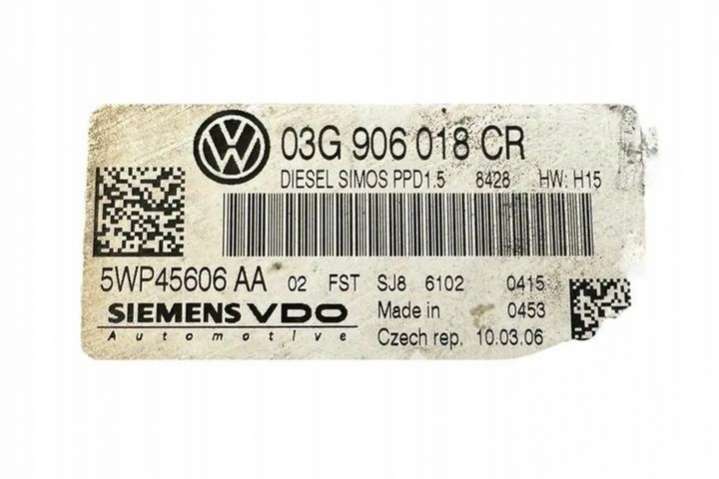 03G 906 018 CR
DIESEL SIMOS PPD1.5 8428 HW: H15
5WP45606 AA 02 FST SJ8 6102 0415
SIEMENS VDO Made in 0453
Automotive Czech rep. 10.03.06